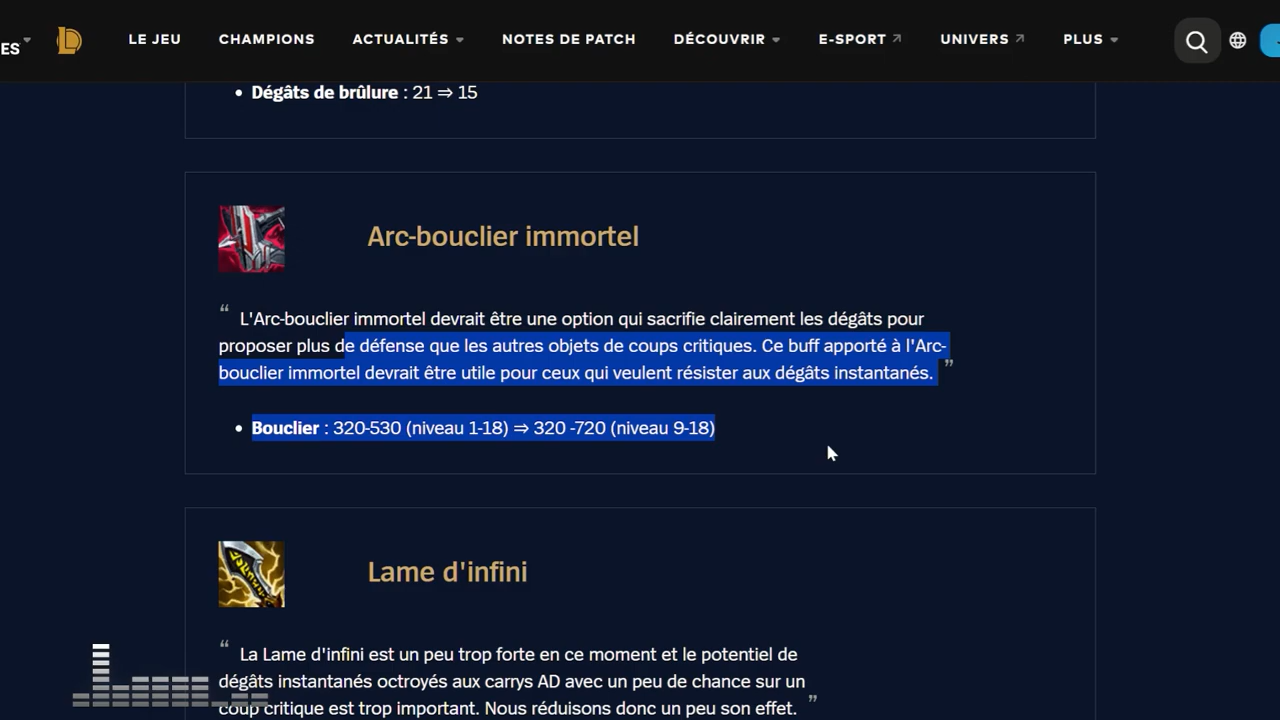 ES
LE JEU CHAMPIONS ACTUALITÉS NOTES DE PATCH DÉCOUVRIR E-SPORT UNIVERS PLUS
• Dégâts de brûlure : 21 ⇒ 15
Arc-bouclier immortel
“ L'Arc-bouclier immortel devrait être une option qui sacrifie clairement les dégâts pour
proposer plus de défense que les autres objets de coups critiques. Ce buff apporté à l'Arc-
bouclier immortel devrait être utile pour ceux qui veulent résister aux dégâts instantanés. ”
• Bouclier : 320-530 (niveau 1-18) ⇒ 320 -720 (niveau 9-18)
Lame d'infini
“ La Lame d'infini est un peu trop forte en ce moment et le potentiel de
dégâts instantanés octroyés aux carrys AD avec un peu de chance sur un
coup critique est trop important. Nous réduisons donc un peu son effet. ”